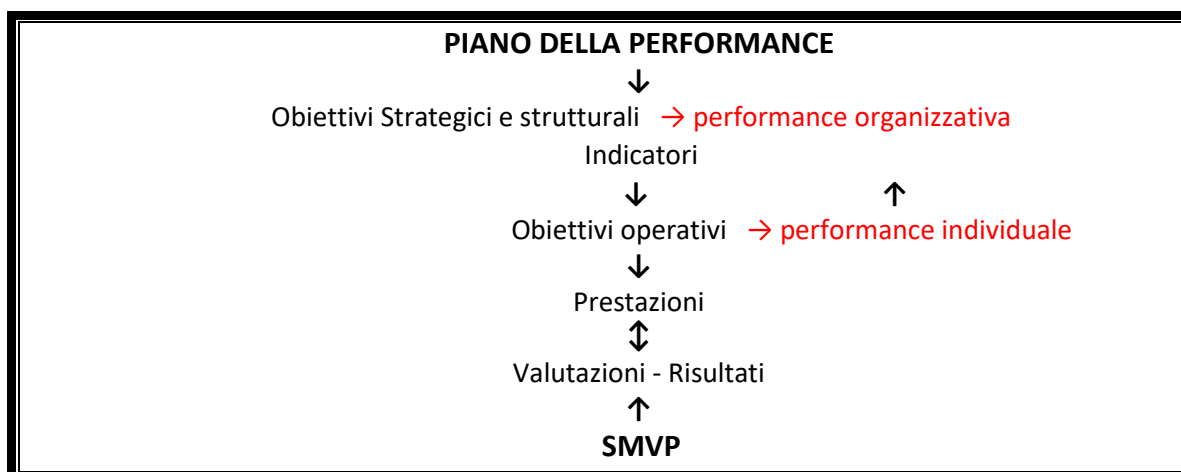 PIANO DELLA PERFORMANCE
↓
Obiettivi Strategici e strutturali → performance organizzativa
Indicatori
↓ ↑
Obiettivi operativi → performance individuale
↓
Prestazioni
↕
Valutazioni - Risultati
↑
SMVP